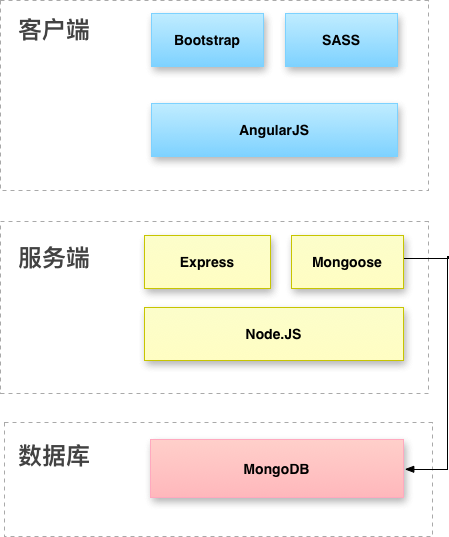 客户端
Bootstrap
SASS
AngularJS
服务端
Express
Mongoose
Node.JS
数据库
MongoDB